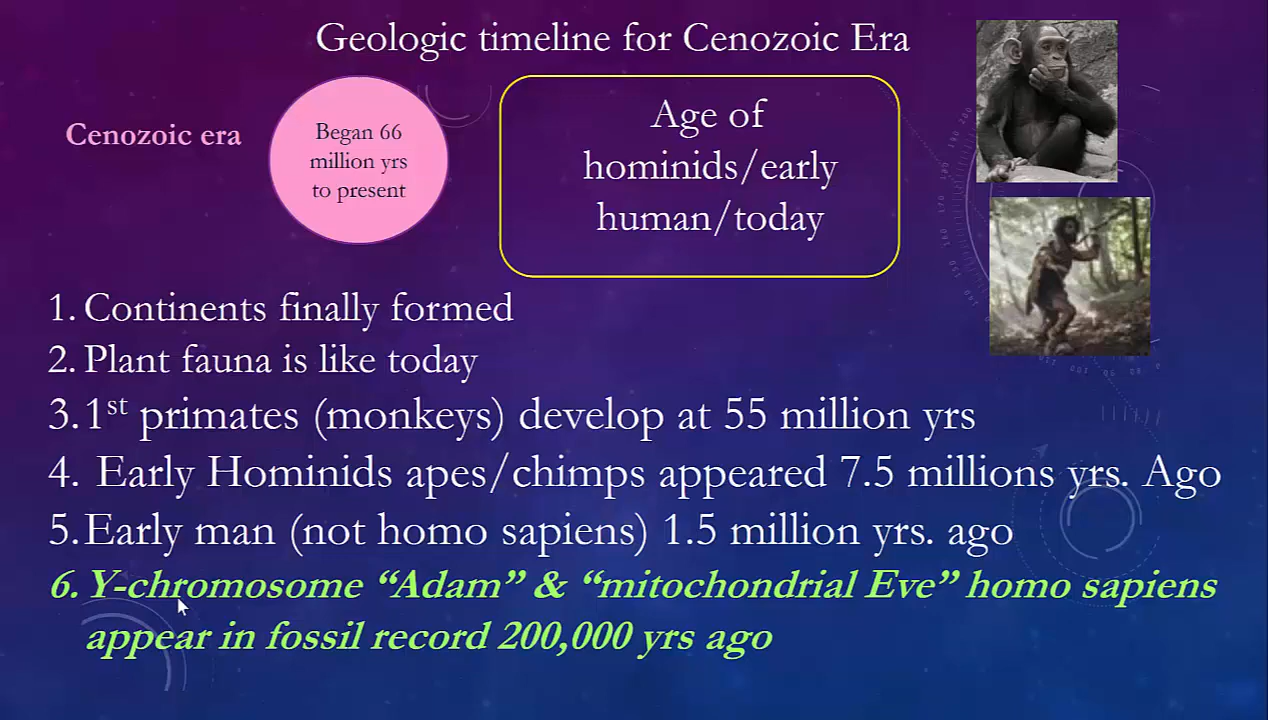 Geologic timeline for Cenozoic Era
Cenozoic era
Began 66
million yrs
to present
Age of
hominids/early
human/today
1. Continents finally formed
2. Plant fauna is like today
3. 1st primates (monkeys) develop at 55 million yrs
4. Early Hominids apes/chimps appeared 7.5 millions yrs. Ago
5. Early man (not homo sapiens) 1.5 million yrs. ago
6. Y-chromosome “Adam” & “mitochondrial Eve” homo sapiens
appear in fossil record 200,000 yrs ago